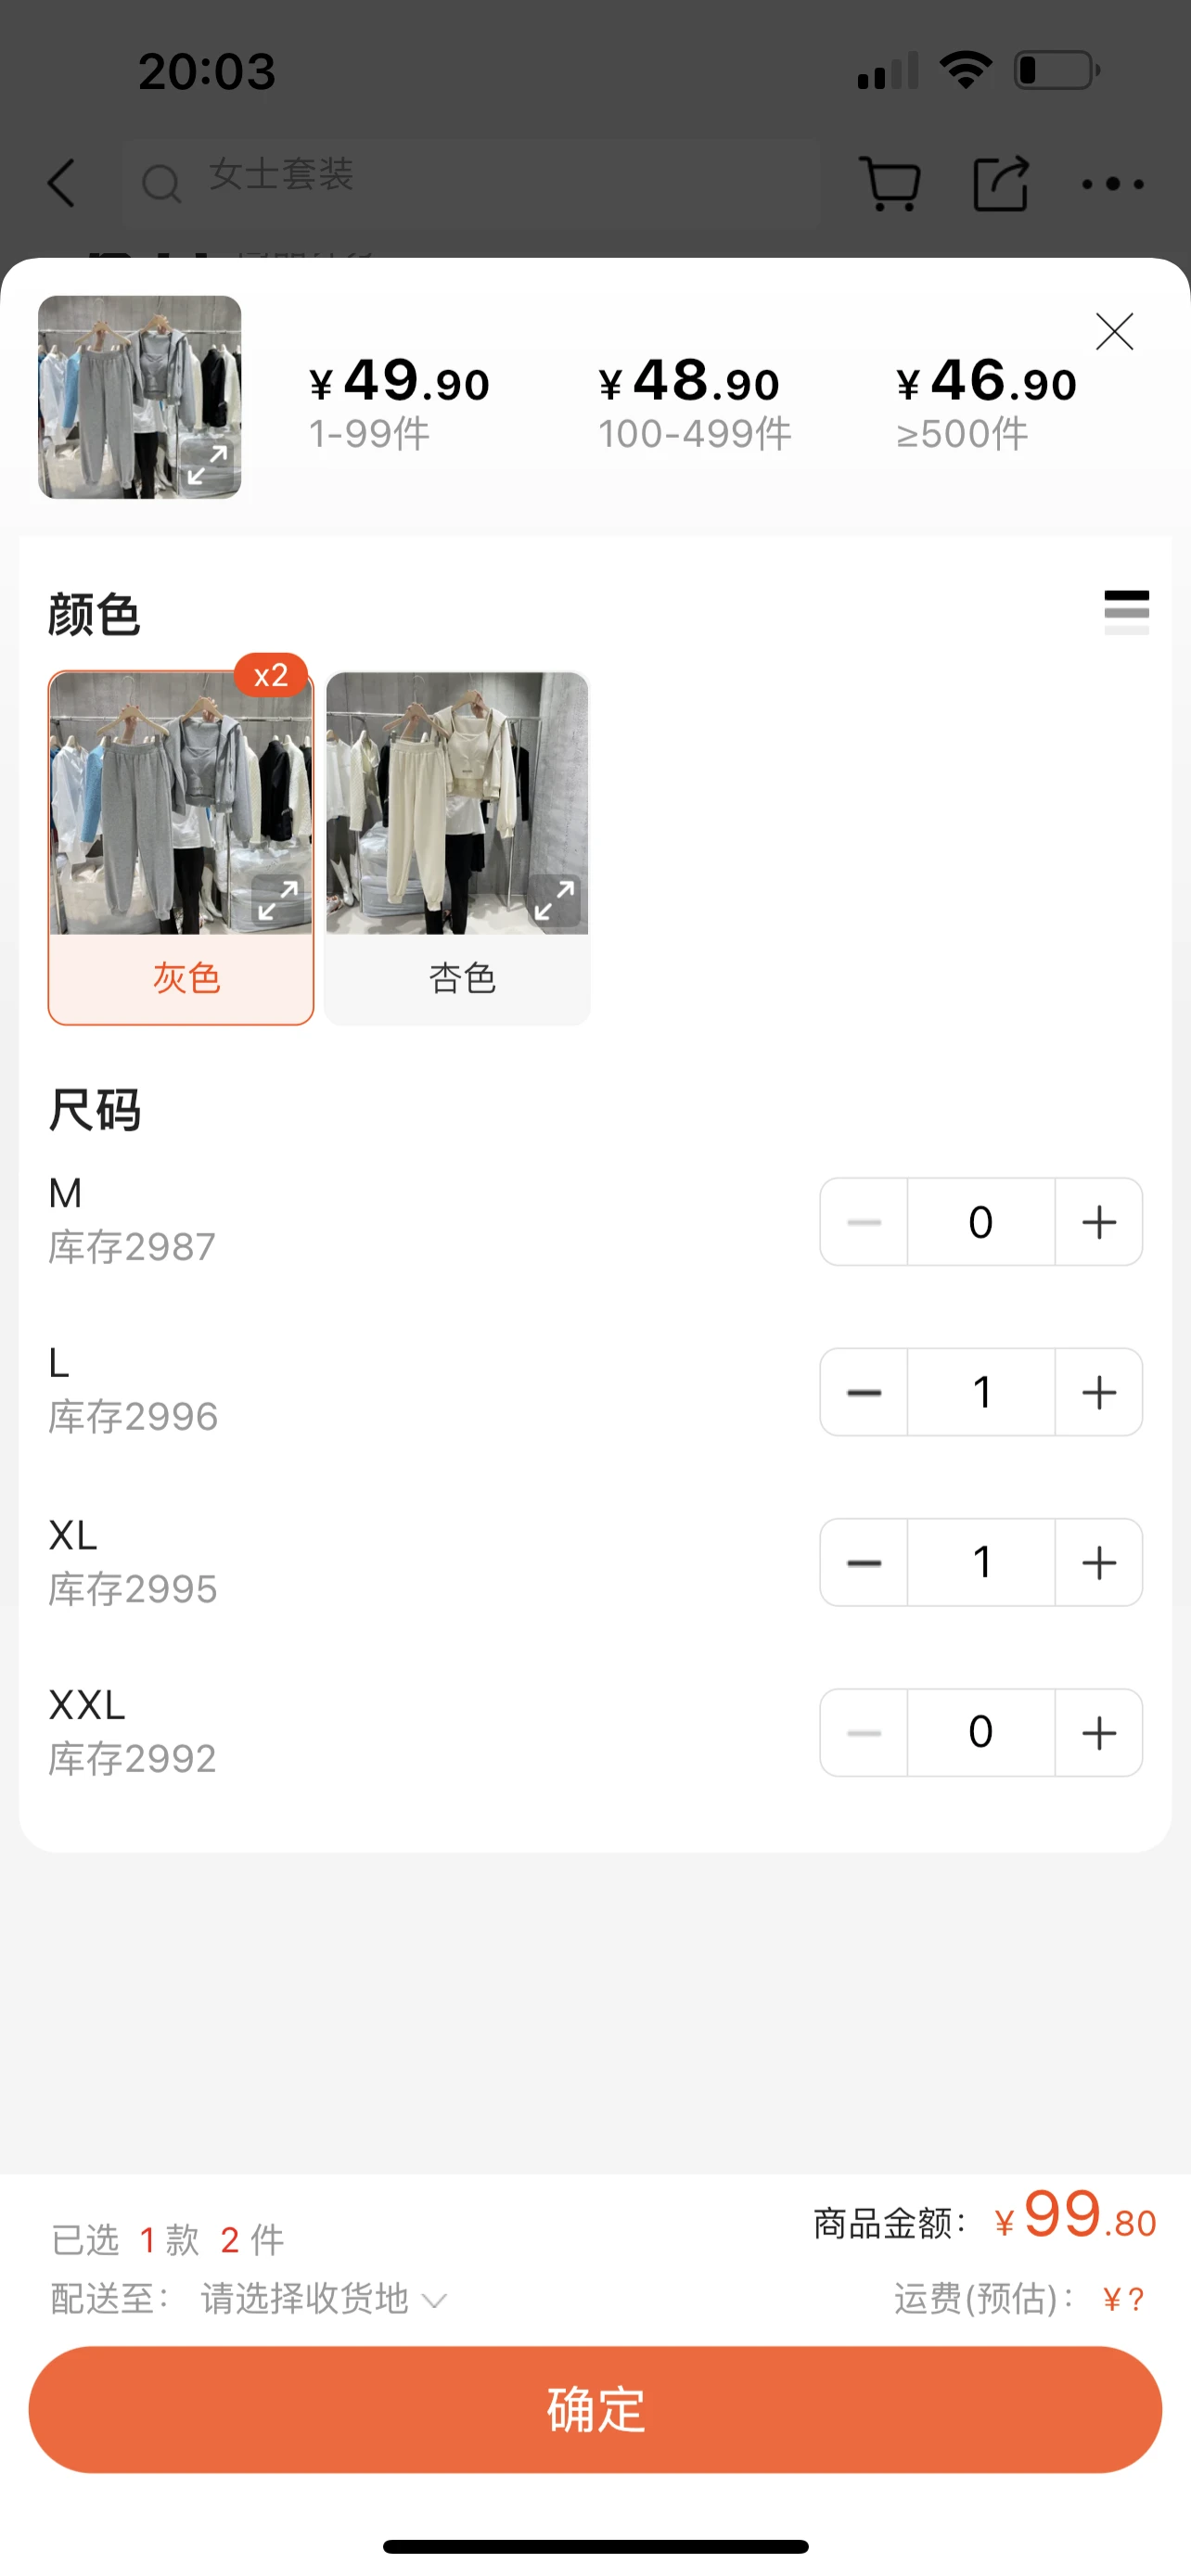 20:03
女士套装
¥49.90 ¥48.90 ¥46.90
1-99件 100-499件 ≥500件
颜色
x2
灰色 杏色
尺码
M
库存2987
0
L
库存2996
1
XL
库存2995
1
XXL
库存2992
0
已选 1 款 2 件
商品金额: ¥99.80
配送至: 请选择收货地
运费(预估): ¥?
确定